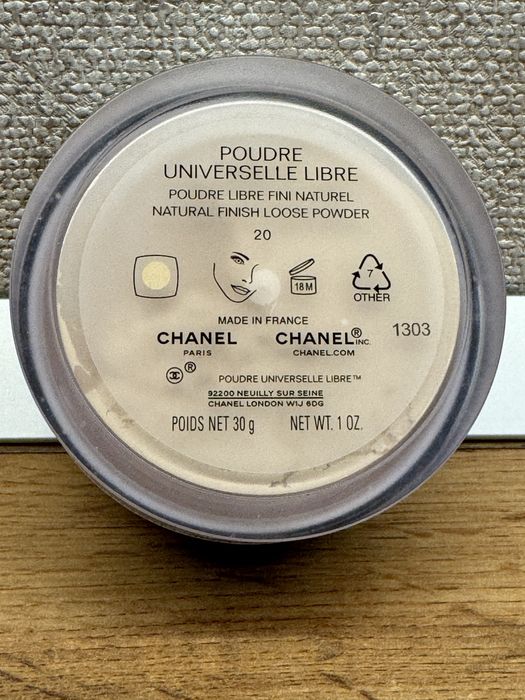 POUDRE
UNIVERSELLE LIBRE
POUDRE LIBRE FINI NATUREL
NATURAL FINISH LOOSE POWDER
20
18 M
7
OTHER
MADE IN FRANCE
1303
CHANEL CHANEL® INC.
PARIS CHANEL.COM
® POUDRE UNIVERSELLE LIBRE™
92200 NEUILLY SUR SEINE
CHANEL LONDON W1J 6DG
POIDS NET 30 g NET WT. 1 OZ.